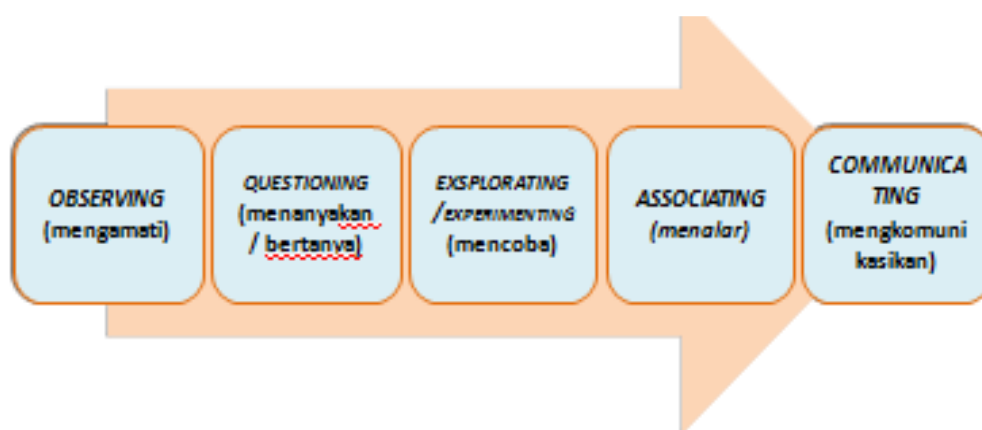 OBSERVING
(mengamati)
QUESTIONING
(menanyakan
/ bertanya)
EXSPLORATING
/EXPERIMENTING
(mencoba)
ASSOCIATING
(menalar)
COMMUNICA
TING
(mengkomuni
kasikan)